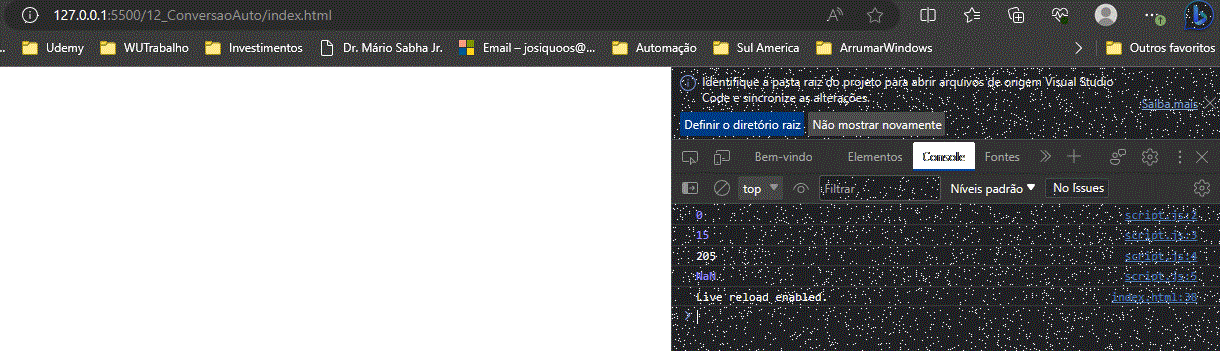 127.0.0.1:5500/12_ConversaoAuto/index.html
... Udemy WUTrabalho Investimentos Dr. Mário Sabha Jr. Email – josiquoos@... Automação Sul America ArrumarWindows Outros favoritos
Identifique a pasta raiz do projeto para abrir arquivos de origem Visual Studio
Code e sincronize as alterações. Saiba mais
Definir o diretório raiz Não mostrar novamente
Bem-vindo Elementos Console Fontes
top Filtrar Níveis padrão No Issues
0 script.js:2
15 script.js:3
205 script.js:4
NaN script.js:5
Live reload enabled. index.html:38